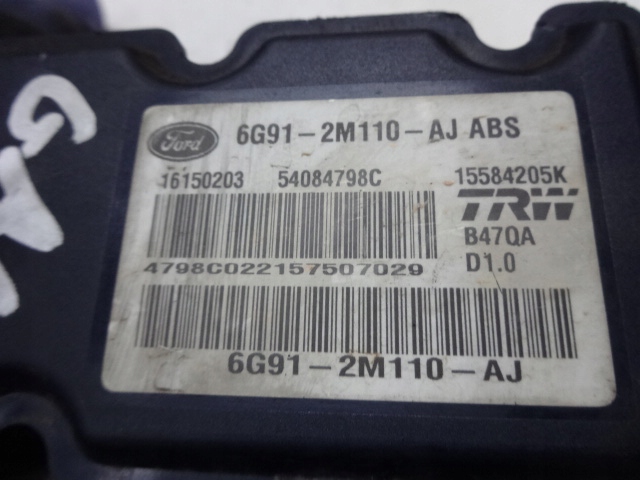 Ford 6G91-2M110-AJ ABS
16150203 54084798C 15584205K
TRW
B47QA
4798C022157507029 D1.0
6G91-2M110-AJ